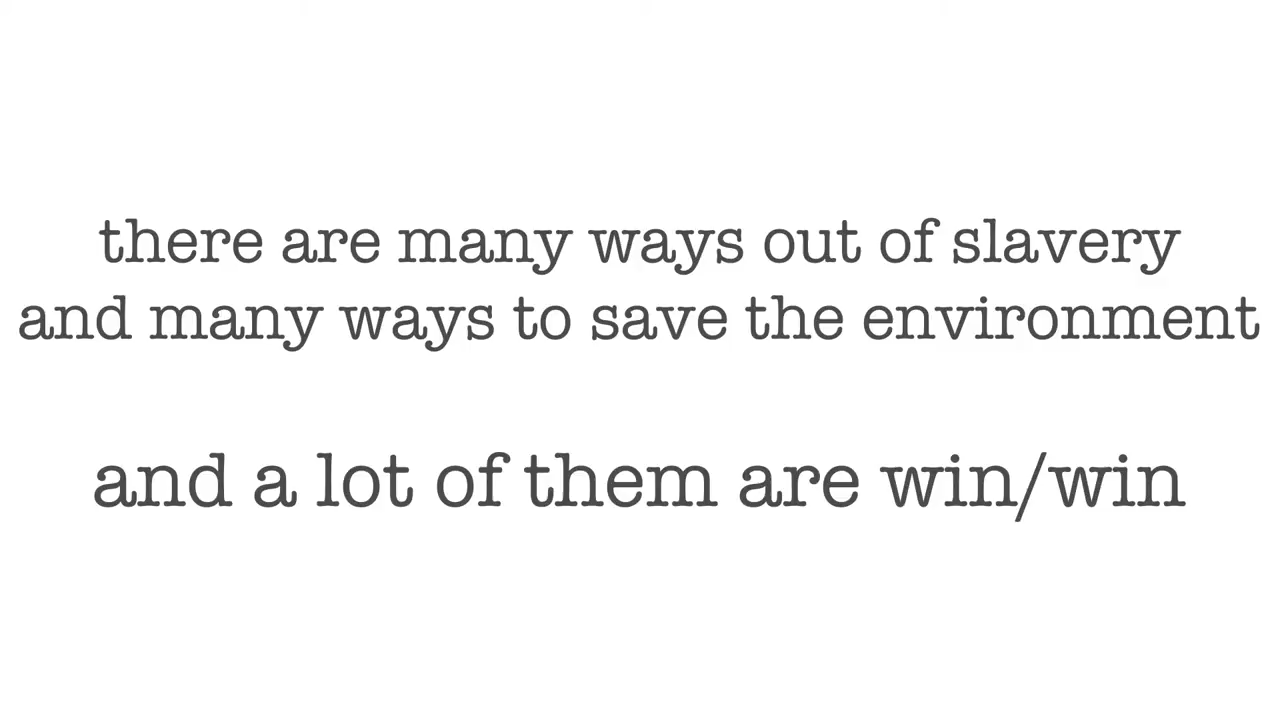 there are many ways out of slavery
and many ways to save the environment
and a lot of them are win/win